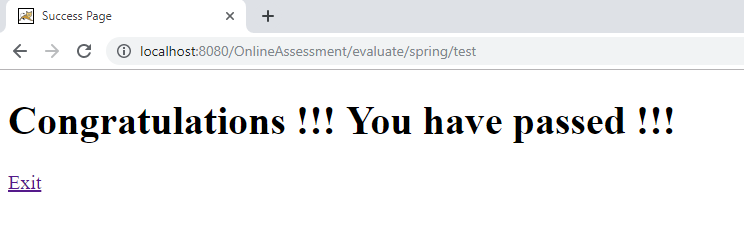 Success Page
localhost:8080/OnlineAssessment/evaluate/spring/test
Congratulations !!! You have passed !!!
Exit